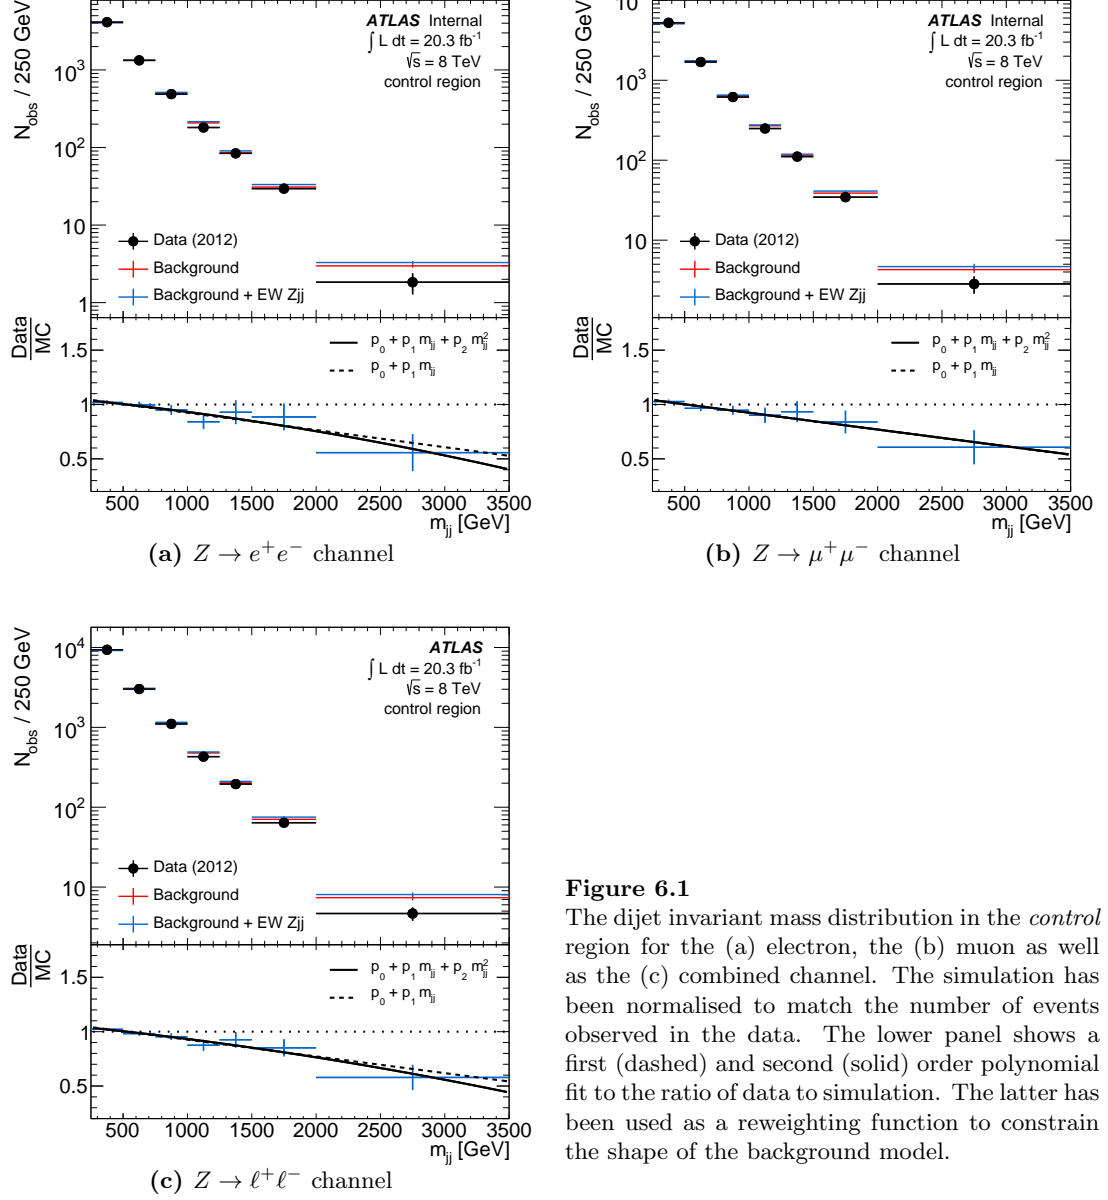 N_obs / 250 GeV
ATLAS Internal
∫ L dt = 20.3 fb⁻¹
√s = 8 TeV
control region
10³
10²
10
1
Data (2012)
Background
Background + EW Zjj
Data
MC
p₀ + p₁ m_jj + p₂ m²_jj
p₀ + p₁ m_jj
1.5
1
0.5
500 1000 1500 2000 2500 3000 3500
m_jj [GeV]
(a) Z → e⁺e⁻ channel
N_obs / 250 GeV
ATLAS Internal
∫ L dt = 20.3 fb⁻¹
√s = 8 TeV
control region
10
10³
10²
10
Data (2012)
Background
Background + EW Zjj
Data
MC
p₀ + p₁ m_jj + p₂ m²_jj
p₀ + p₁ m_jj
1.5
1
0.5
500 1000 1500 2000 2500 3000 3500
m_jj [GeV]
(b) Z → μ⁺μ⁻ channel
N_obs / 250 GeV
ATLAS
∫ L dt = 20.3 fb⁻¹
√s = 8 TeV
control region
10⁴
10³
10²
10
Data (2012)
Background
Background + EW Zjj
Data
MC
p₀ + p₁ m_jj + p₂ m²_jj
p₀ + p₁ m_jj
1.5
1
0.5
500 1000 1500 2000 2500 3000 3500
m_jj [GeV]
(c) Z → ℓ⁺ℓ⁻ channel
Figure 6.1
The dijet invariant mass distribution in the control
region for the (a) electron, the (b) muon as well
as the (c) combined channel. The simulation has
been normalised to match the number of events
observed in the data. The lower panel shows a
first (dashed) and second (solid) order polynomial
fit to the ratio of data to simulation. The latter has
been used as a reweighting function to constrain
the shape of the background model.